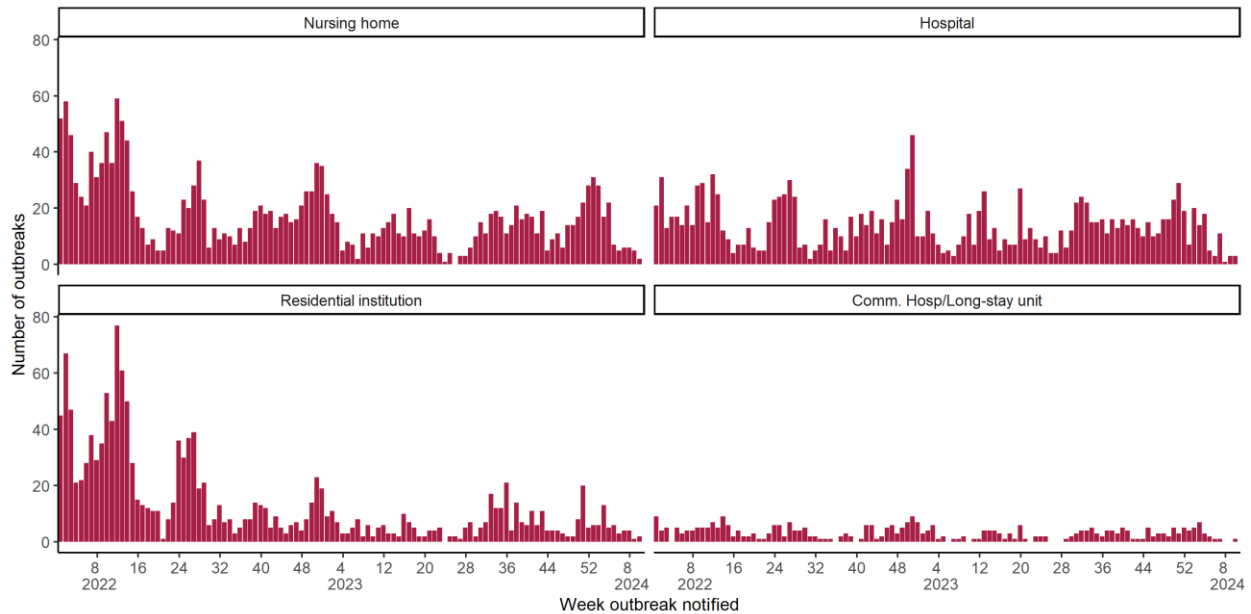 Nursing home Hospital
80
60
40
20
0
Number of outbreaks
Residential institution Comm. Hosp/Long-stay unit
80
60
40
20
0
8 16 24 32 40 48 4 12 20 28 36 44 52 8 8 16 24 32 40 48 4 12 20 28 36 44 52 8
2022 2023 2024 2022 2023 2024
Week outbreak notified